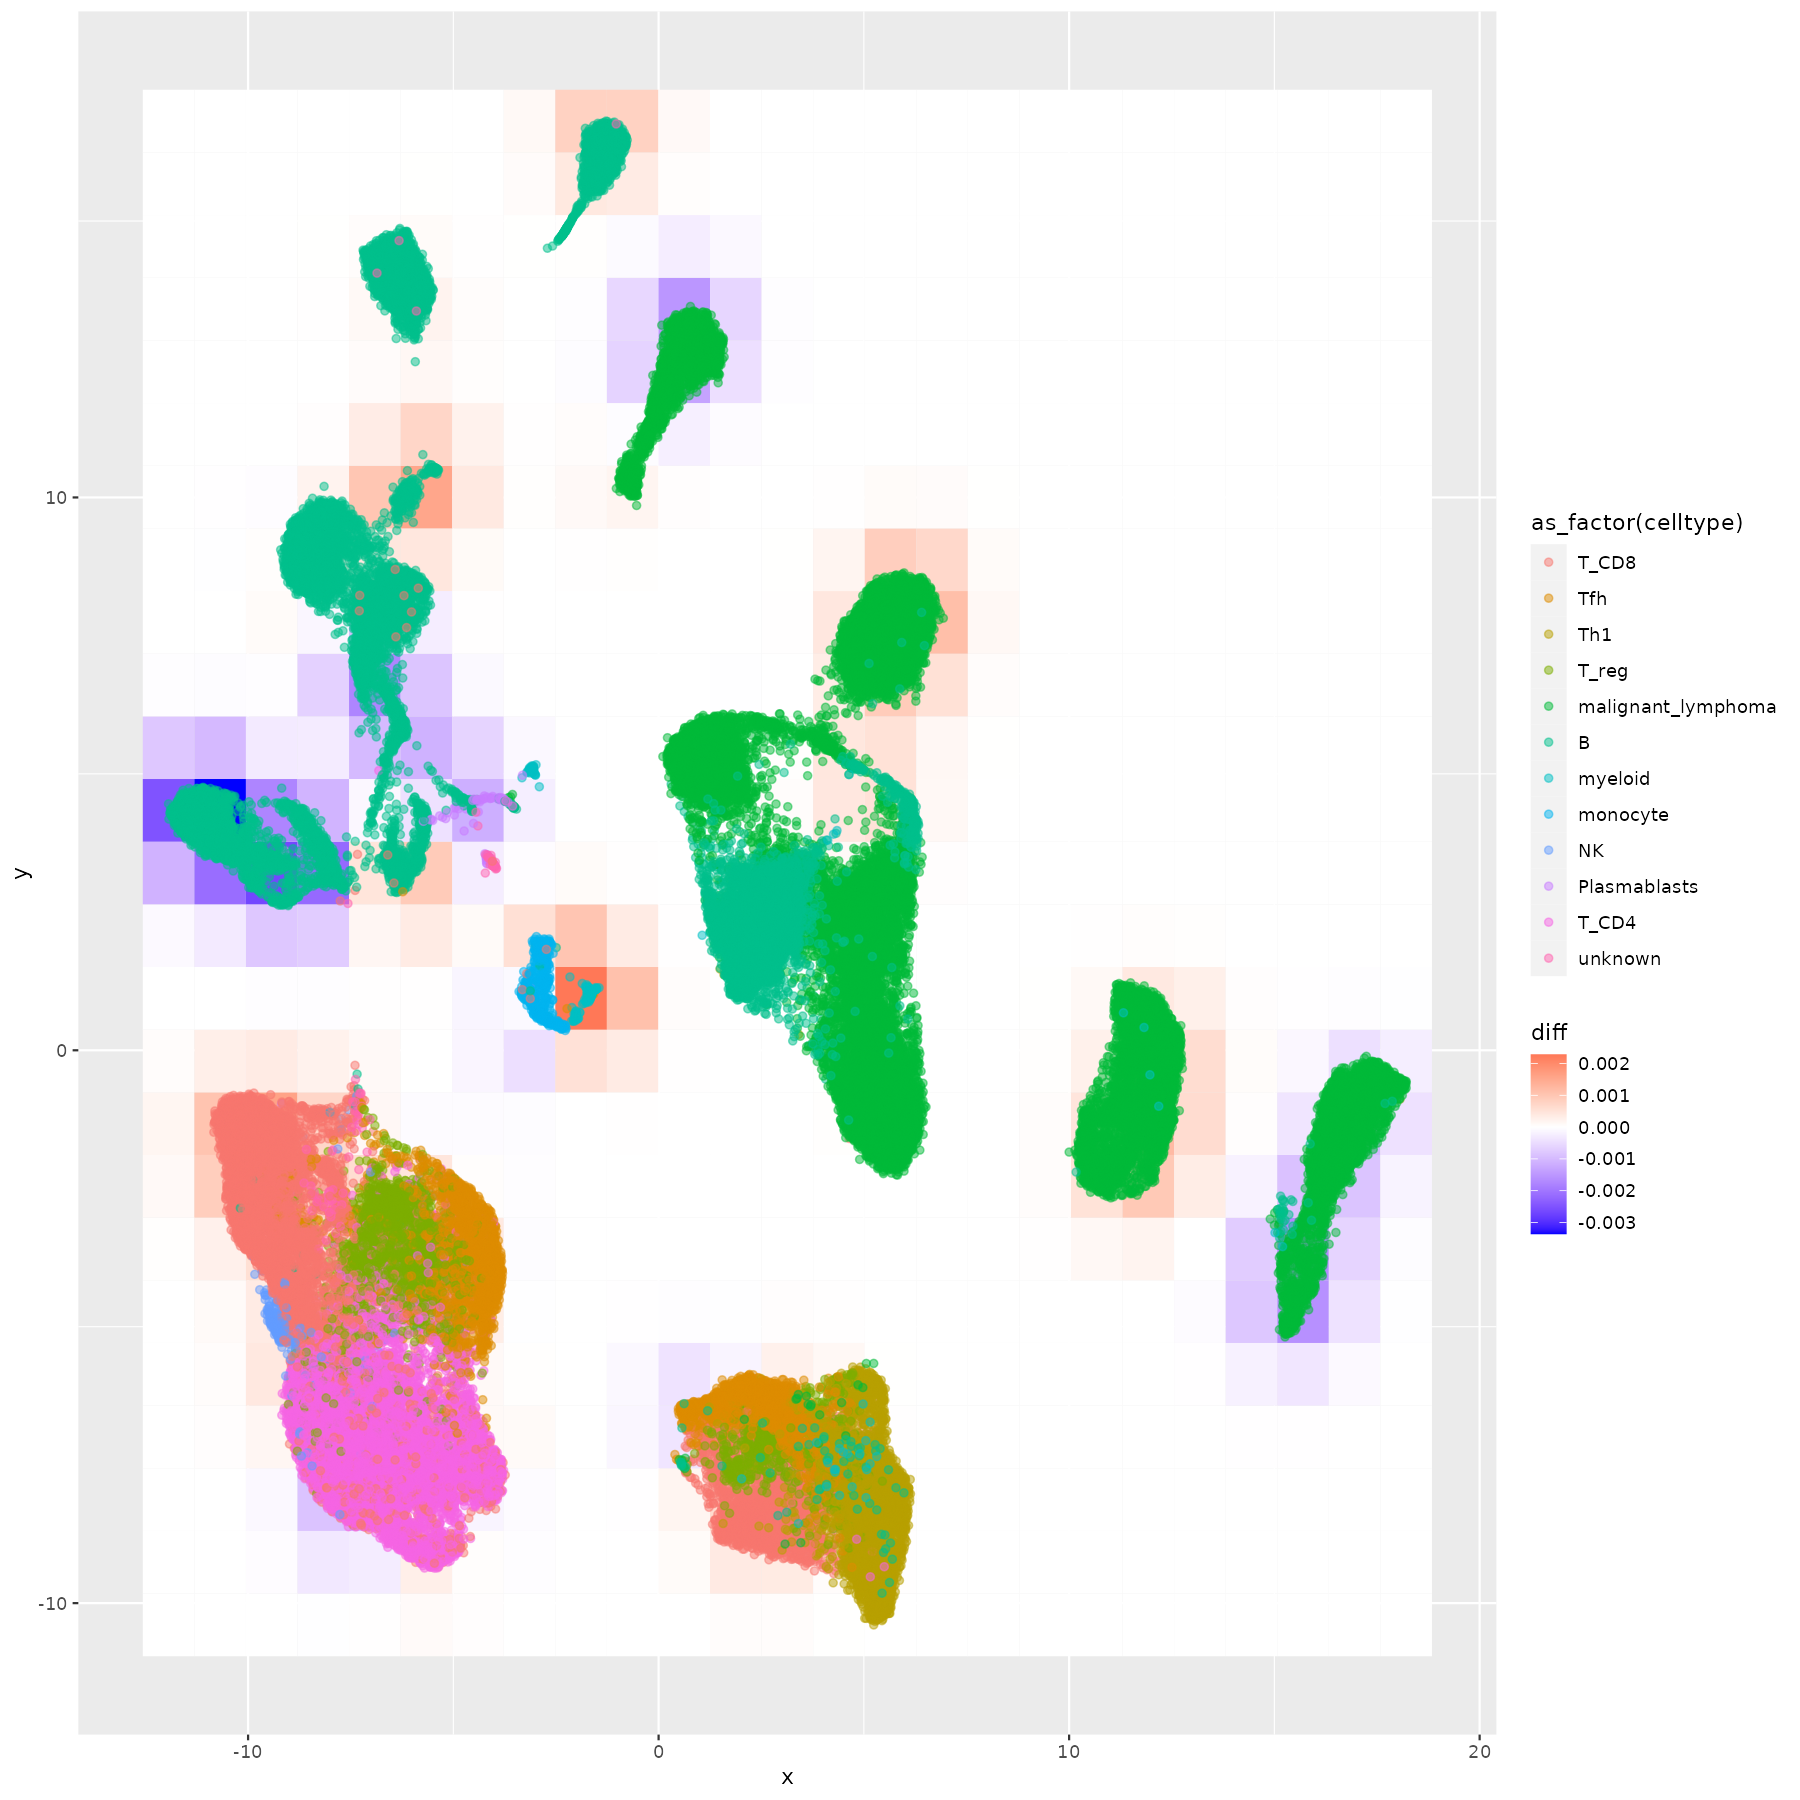 10
0
-10
y
-10
0
10
20
x
as_factor(celltype)
T_CD8
Tfh
Th1
T_reg
malignant_lymphoma
B
myeloid
monocyte
NK
Plasmablasts
T_CD4
unknown
diff
0.002
0.001
0.000
-0.001
-0.002
-0.003